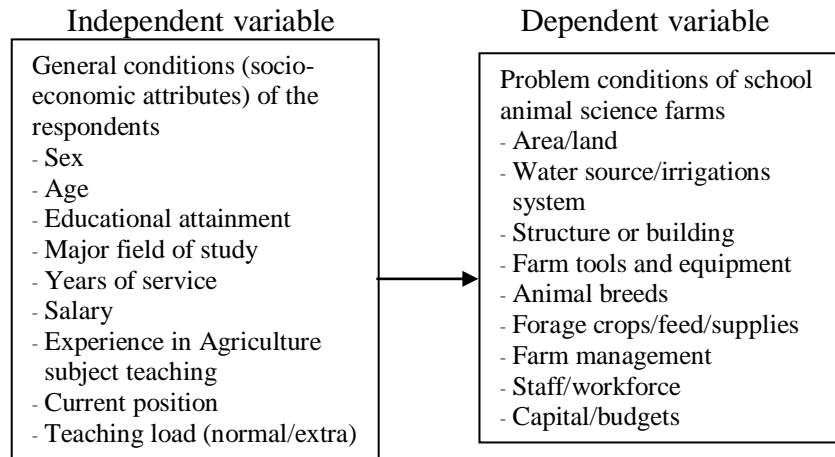 Independent variable
General conditions (socio-
economic attributes) of the
respondents
- Sex
- Age
- Educational attainment
- Major field of study
- Years of service
- Salary
- Experience in Agriculture
subject teaching
- Current position
- Teaching load (normal/extra)
Dependent variable
Problem conditions of school
animal science farms
- Area/land
- Water source/irrigations
system
- Structure or building
- Farm tools and equipment
- Animal breeds
- Forage crops/feed/supplies
- Farm management
- Staff/workforce
- Capital/budgets